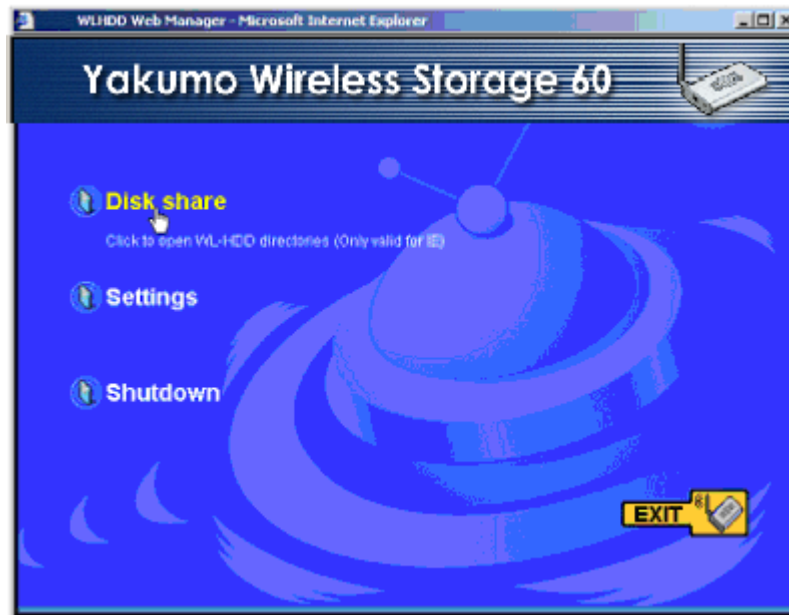 WLHDD Web Manager - Microsoft Internet Explorer
Yakumo Wireless Storage 60
Disk share
Click to open WL-HDD directories (Only valid for IE)
Settings
Shutdown
EXIT